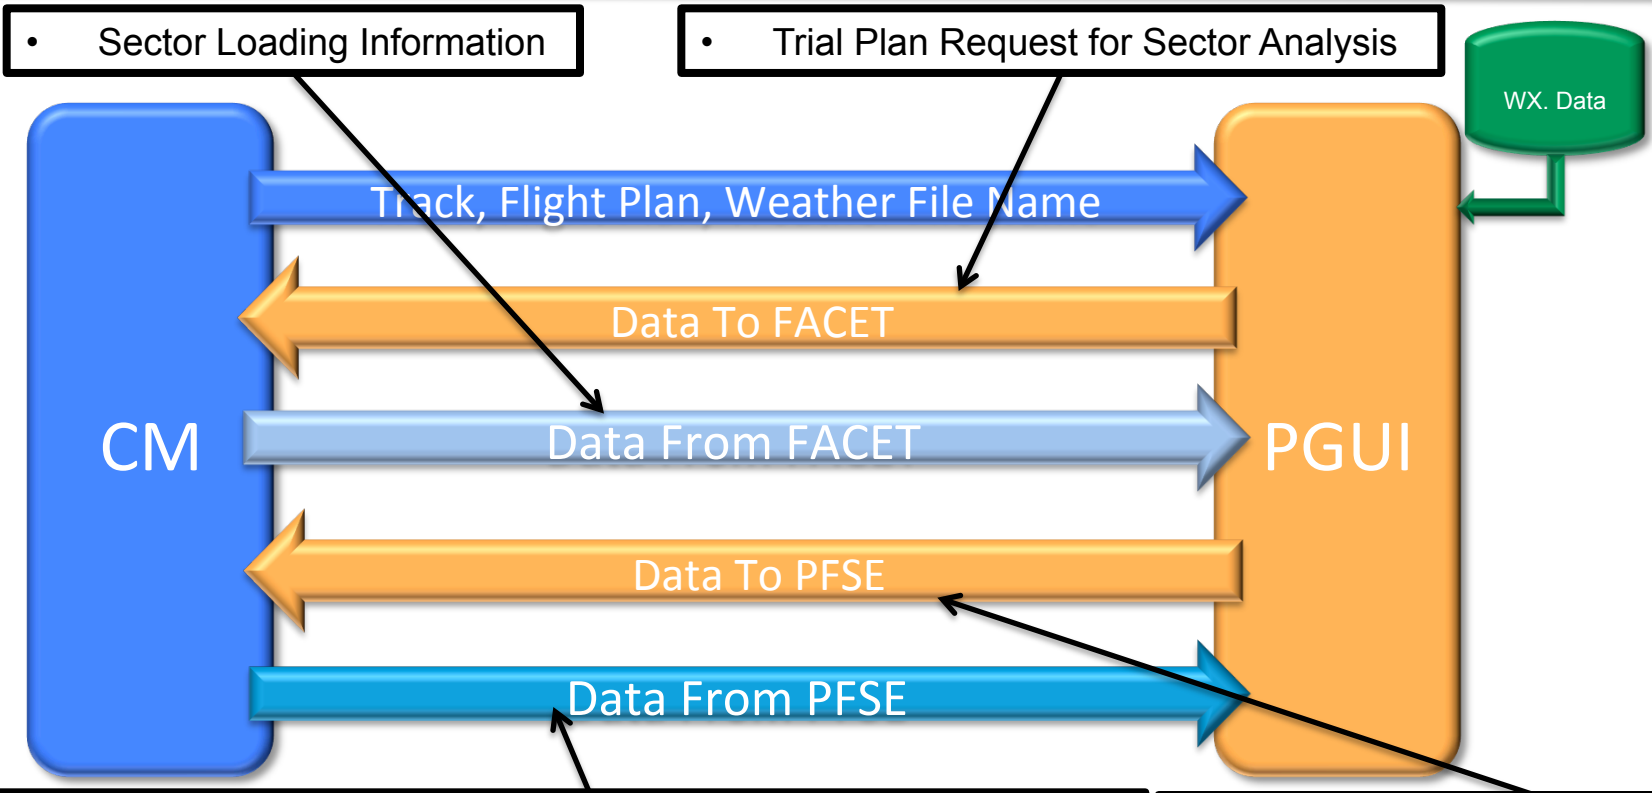 • Sector Loading Information
• Trial Plan Request for Sector Analysis
WX. Data
Track, Flight Plan, Weather File Name
Data To FACET
CM
Data From FACET
PGUI
Data To PFSE
Data From PFSE